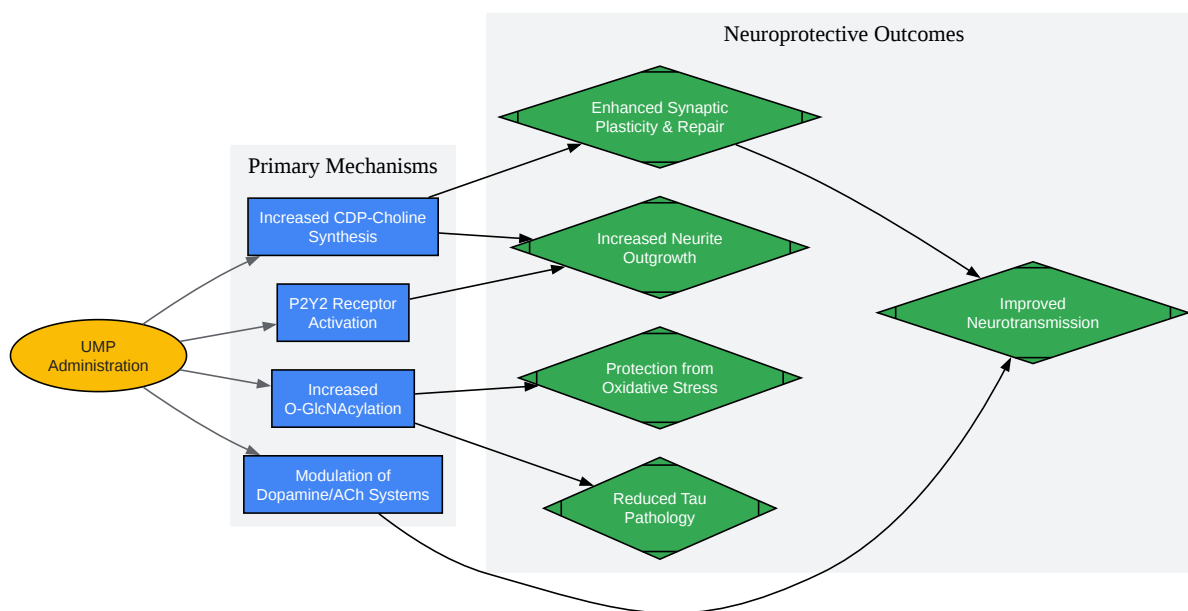 Neuroprotective Outcomes
Enhanced Synaptic
Plasticity & Repair
Primary Mechanisms
Increased CDP-Choline
Synthesis
Increased Neurite
Outgrowth
P2Y2 Receptor
Activation
Improved
Neurotransmission
UMP
Administration
Increased
O-GlcNAcylation
Protection from
Oxidative Stress
Modulation of
Dopamine/ACh Systems
Reduced Tau
Pathology